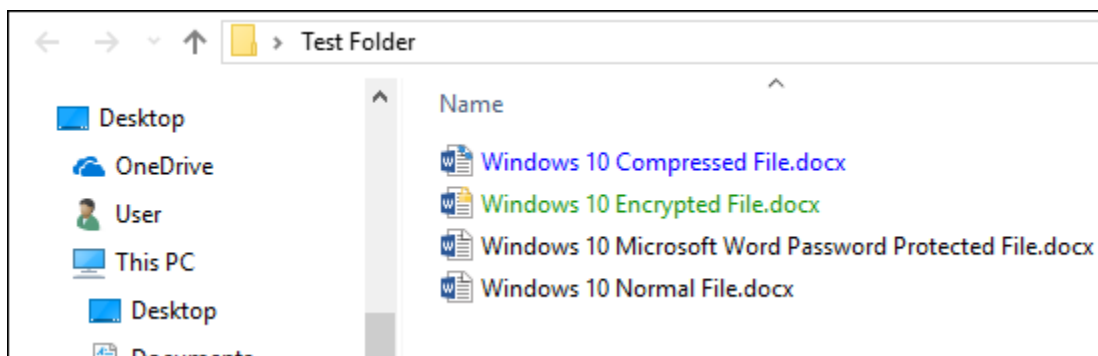 Test Folder
Name
Desktop
OneDrive
User
This PC
Desktop
Documents
Windows 10 Compressed File.docx
Windows 10 Encrypted File.docx
Windows 10 Microsoft Word Password Protected File.docx
Windows 10 Normal File.docx